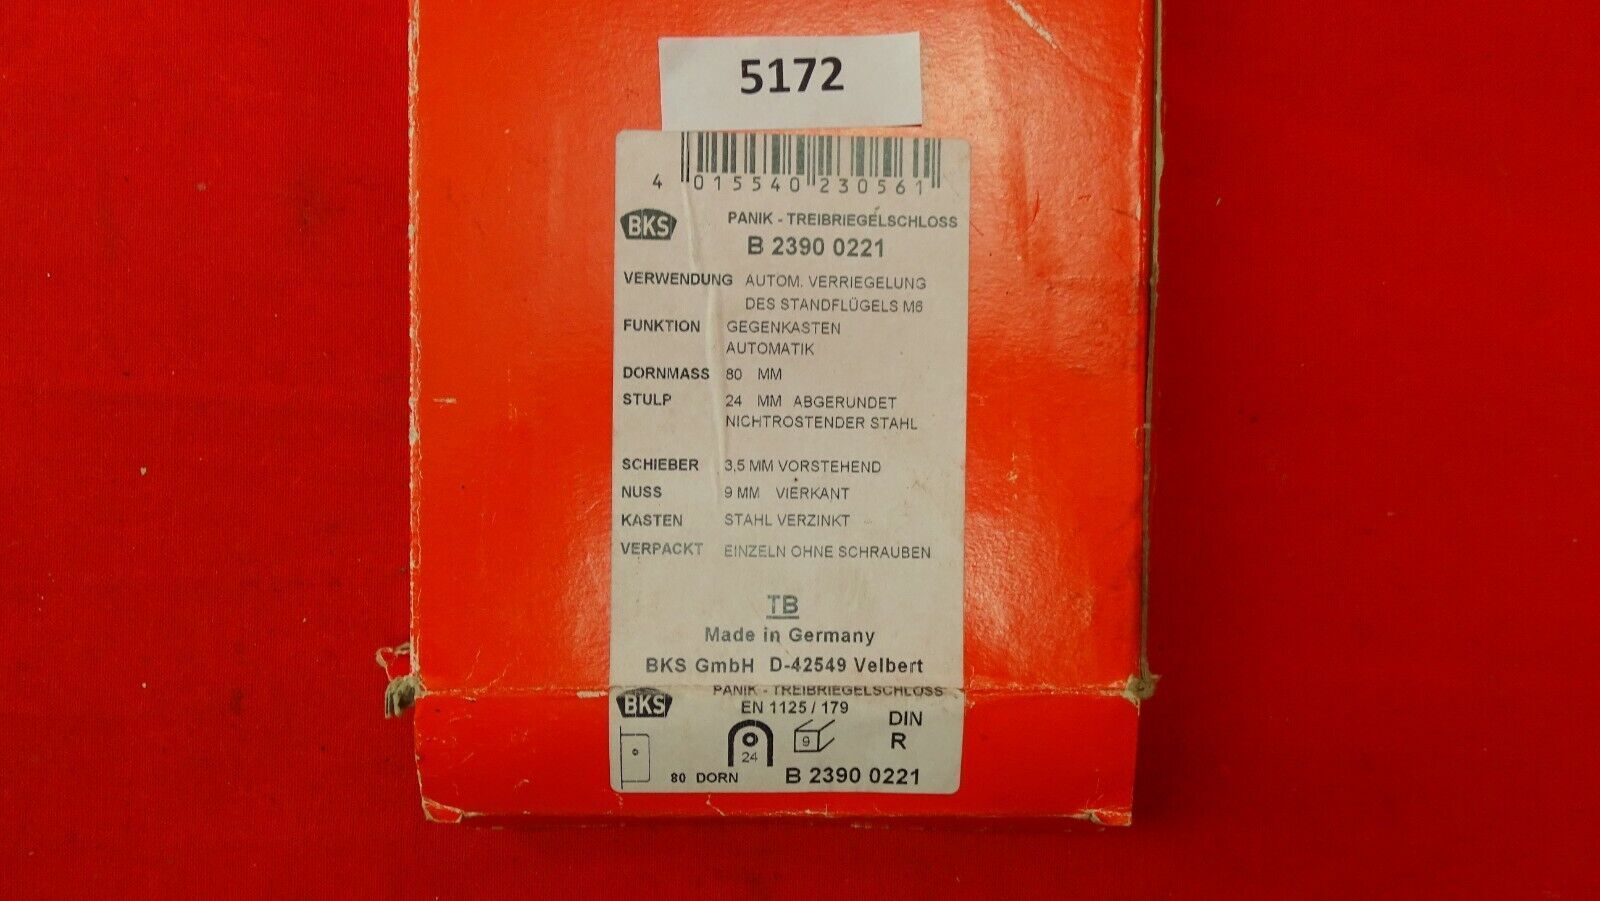 5172
4 015540 230561
BKS PANIK - TREIBRIEGELSCHLOSS
B 2390 0221
VERWENDUNG AUTOM. VERRIEGELUNG
DES STANDFLÜGELS M6
FUNKTION GEGENKASTEN
AUTOMATIK
DORNMASS 80 MM
STULP 24 MM ABGERUNDET
NICHTROSTENDER STAHL
SCHIEBER 3,5 MM VORSTEHEND
NUSS 9 MM VIERKANT
KASTEN STAHL VERZINKT
VERPACKT EINZELN OHNE SCHRAUBEN
TB
Made in Germany
BKS GmbH D-42549 Velbert
PANIK - TREIBRIEGELSCHLOSS
BKS EN 1125 / 179
DIN
R
9
24
80 DORN B 2390 0221